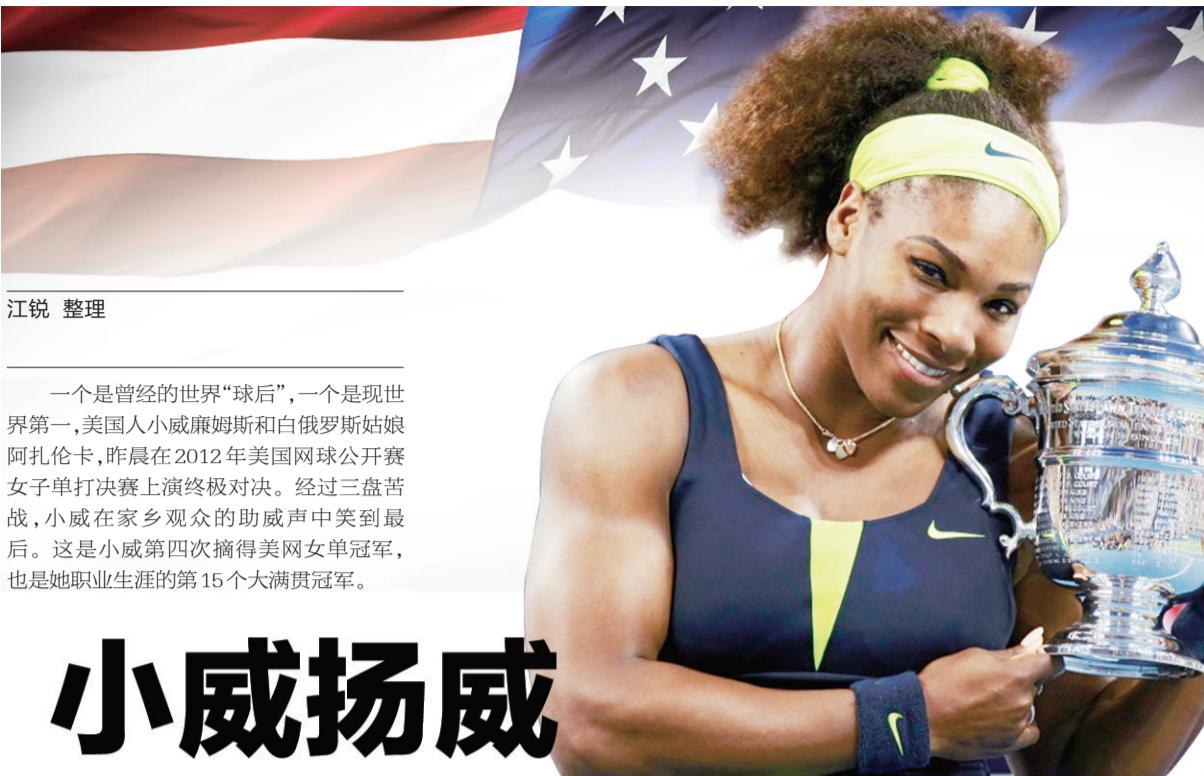 江锐 整理
一个是曾经的世界“球后”,一个是现世
界第一,美国人小威廉姆斯和白俄罗斯姑娘
阿扎伦卡,昨晨在2012年美国网球公开赛
女子单打决赛上演终极对决。经过三盘苦
战,小威在家乡观众的助威声中笑到最
后。这是小威第四次摘得美网女单冠军,
也是她职业生涯的第15个大满贯冠军。
小威扬威